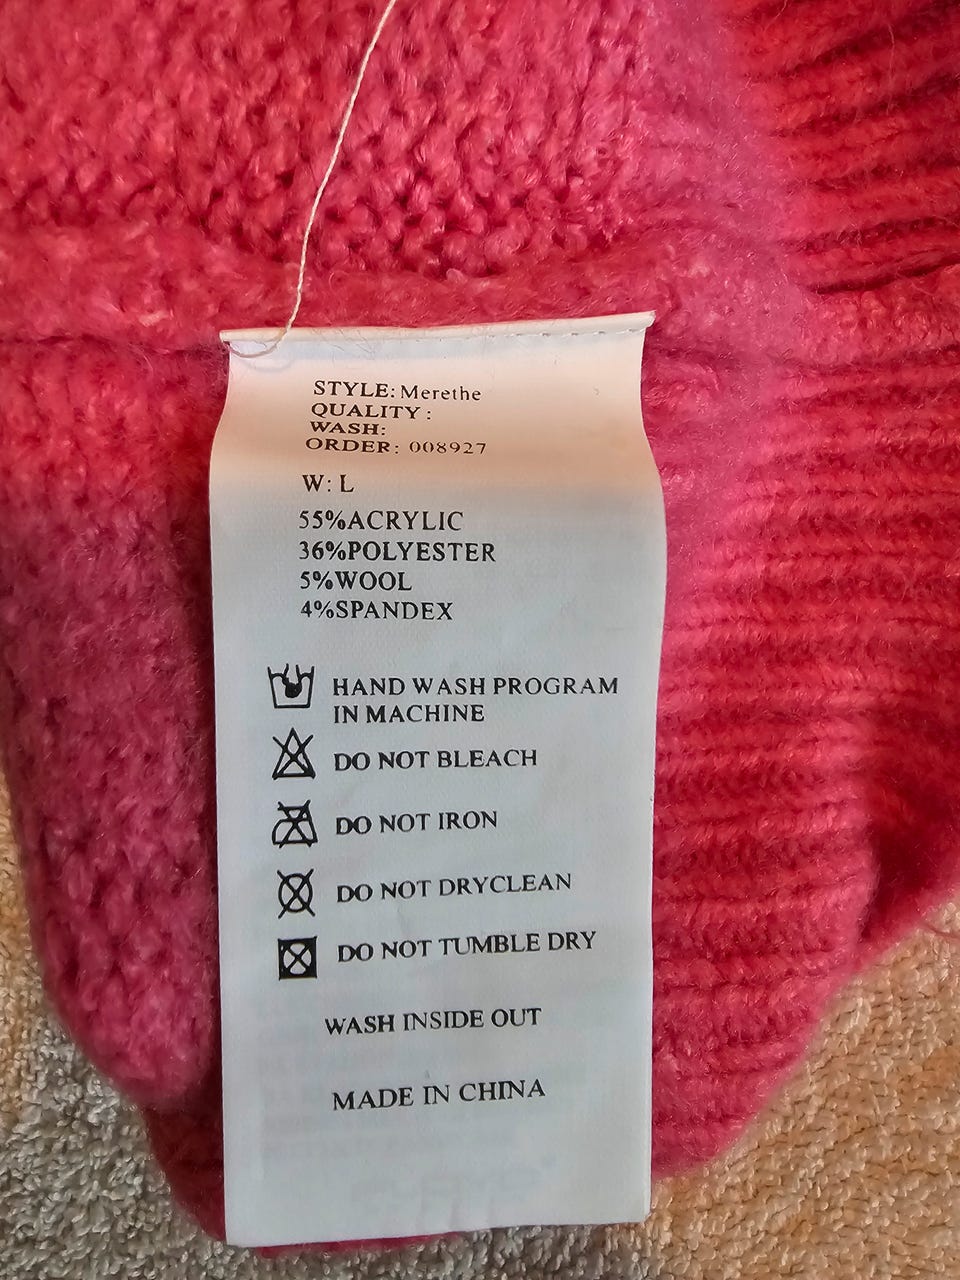 STYLE: Merethe
QUALITY :
WASH:
ORDER: 008927
W: L
55%ACRYLIC
36%POLYESTER
5%WOOL
4%SPANDEX
HAND WASH PROGRAM
IN MACHINE
DO NOT BLEACH
DO NOT IRON
DO NOT DRYCLEAN
DO NOT TUMBLE DRY
WASH INSIDE OUT
MADE IN CHINA